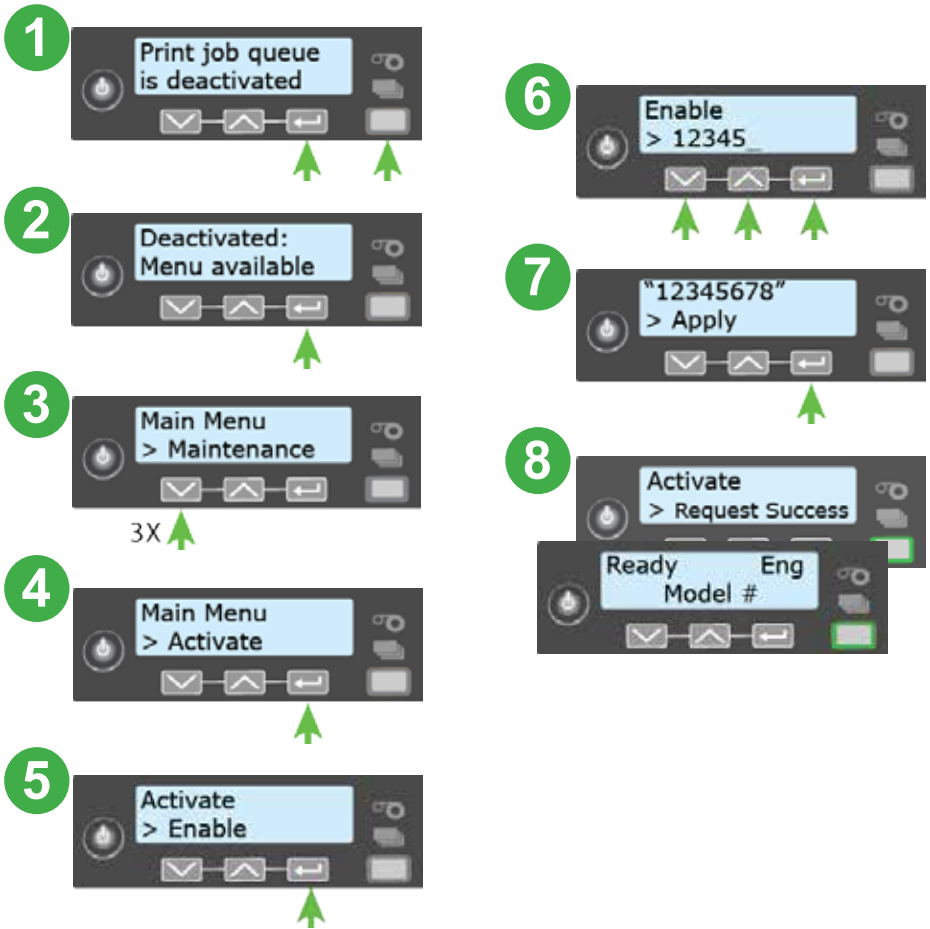 1
Print job queue
is deactivated
2
Deactivated:
Menu available
3
Main Menu
> Maintenance
3X
4
Main Menu
> Activate
5
Activate
> Enable
6
Enable
> 12345_
7
"12345678"
> Apply
8
Activate
> Request Success
Ready Eng
Model #